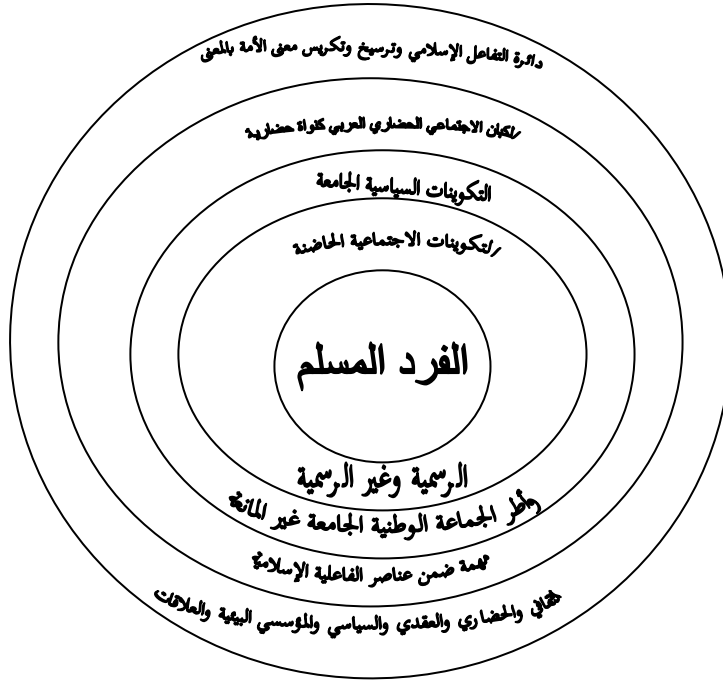 دائرة التفاعل الإسلامي وترسيخ وتكريس معنى الأمة بالمعنى
الكيان الاجتماعي الحضاري العربي كنواة حضارية
التكوينات السياسية الجامعة
التكوينات الاجتماعية الحاضنة
الفرد المسلم
الرسمية وغير الرسمية
وأطر الجماعة الوطنية الجامعة غير المانعة
مهمة ضمن عناصر الفاعلية الإسلامية
الثقافي والحضاري والعقدي والسياسي والمؤسسي البيئية والعلاقات